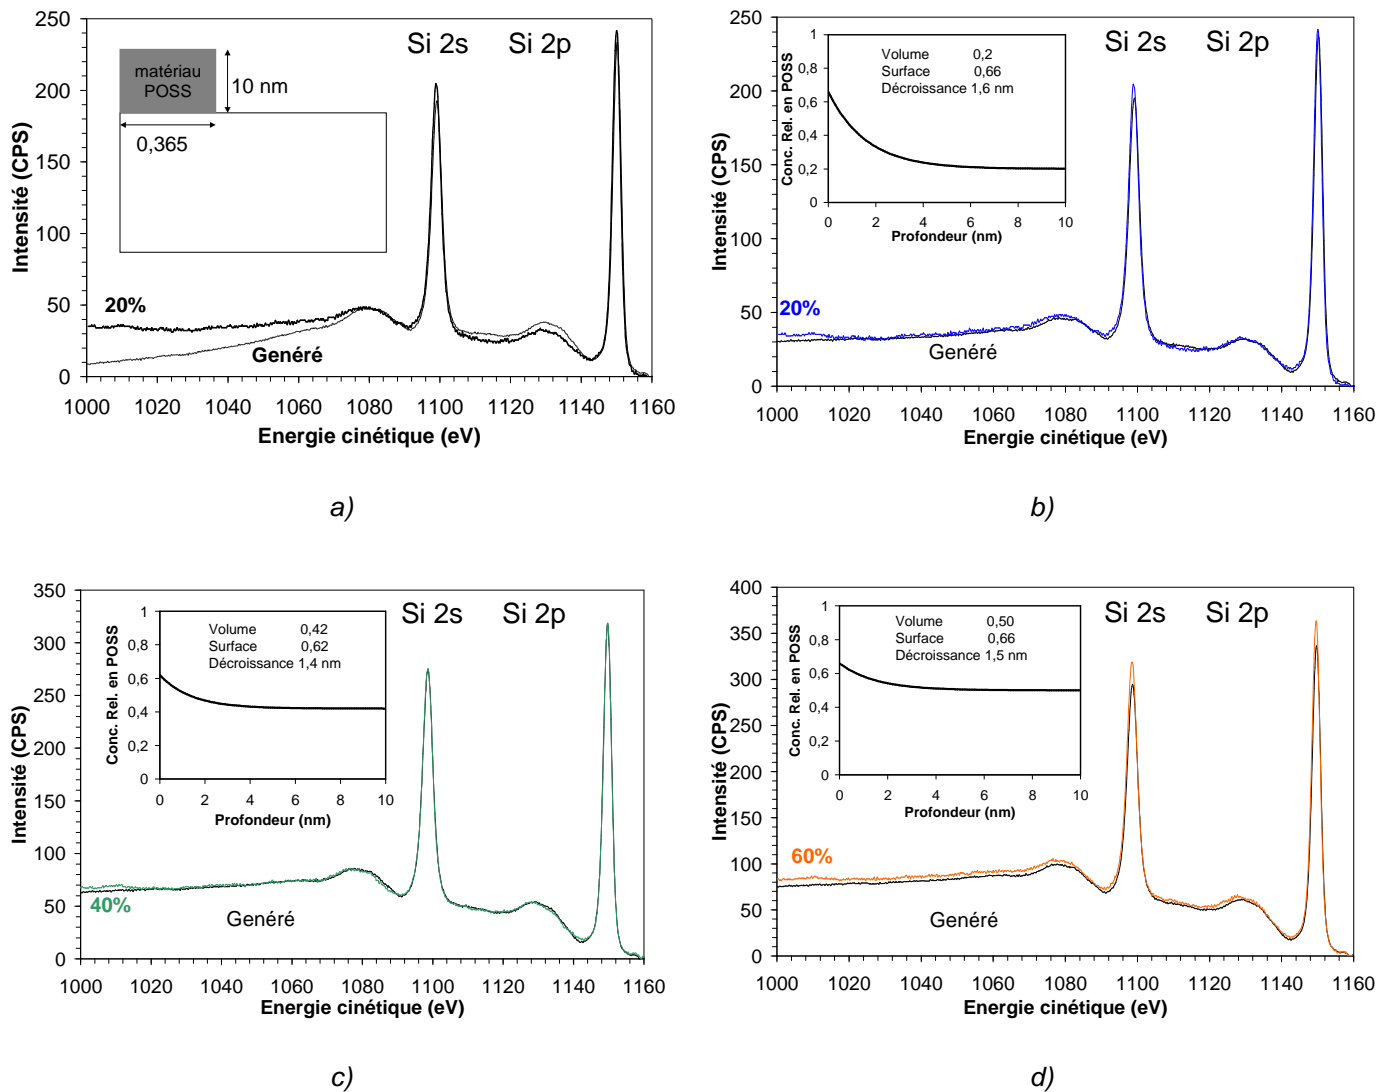 250
200
150
100
50
0
Intensité (CPS)
Si 2s
Si 2p
matériau
POSS
10 nm
0,365
20%
Genéré
1000 1020 1040 1060 1080 1100 1120 1140 1160
Energie cinétique (eV)
a)
250
200
150
100
50
0
Intensité (CPS)
Si 2s
Si 2p
1
0,8
0,6
0,4
0,2
0
Conc. Rel. en POSS
Volume 0,2
Surface 0,66
Décroissance 1,6 nm
0 2 4 6 8 10
Profondeur (nm)
20%
Genéré
1000 1020 1040 1060 1080 1100 1120 1140 1160
Energie cinétique (eV)
b)
350
300
250
200
150
100
50
0
Intensité (CPS)
Si 2s
Si 2p
1
0,8
0,6
0,4
0,2
0
Conc. Rel. en POSS
Volume 0,42
Surface 0,62
Décroissance 1,4 nm
0 2 4 6 8 10
Profondeur (nm)
40%
Genéré
1000 1020 1040 1060 1080 1100 1120 1140 1160
Energie cinétique (eV)
c)
400
350
300
250
200
150
100
50
0
Intensité (CPS)
Si 2s
Si 2p
1
0,8
0,6
0,4
0,2
0
Conc. Rel. en POSS
Volume 0,50
Surface 0,66
Décroissance 1,5 nm
0 2 4 6 8 10
Profondeur (nm)
60%
Genéré
1000 1020 1040 1060 1080 1100 1120 1140 1160
Energie cinétique (eV)
d)